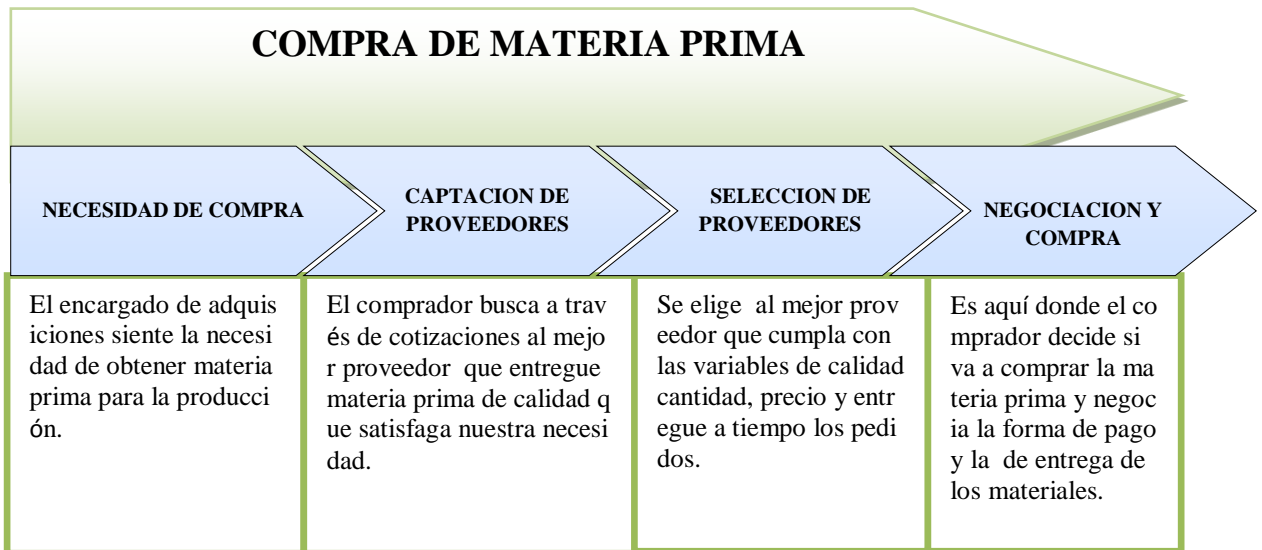 COMPRA DE MATERIA PRIMA
NECESIDAD DE COMPRA
CAPTACION DE
PROVEEDORES
SELECCION DE
PROVEEDORES
NEGOCIACION Y
COMPRA
El encargado de adquis
iciones siente la necesi
dad de obtener materia
prima para la producci
ón.
El comprador busca a trav
és de cotizaciones al mejo
r proveedor que entregue
materia prima de calidad q
ue satisfaga nuestra necesi
dad.
Se elige al mejor prov
eedor que cumpla con
las variables de calidad
cantidad, precio y entr
egue a tiempo los pedi
dos.
Es aquí donde el co
mprador decide si
va a comprar la ma
teria prima y negoc
ia la forma de pago
y la de entrega de
los materiales.